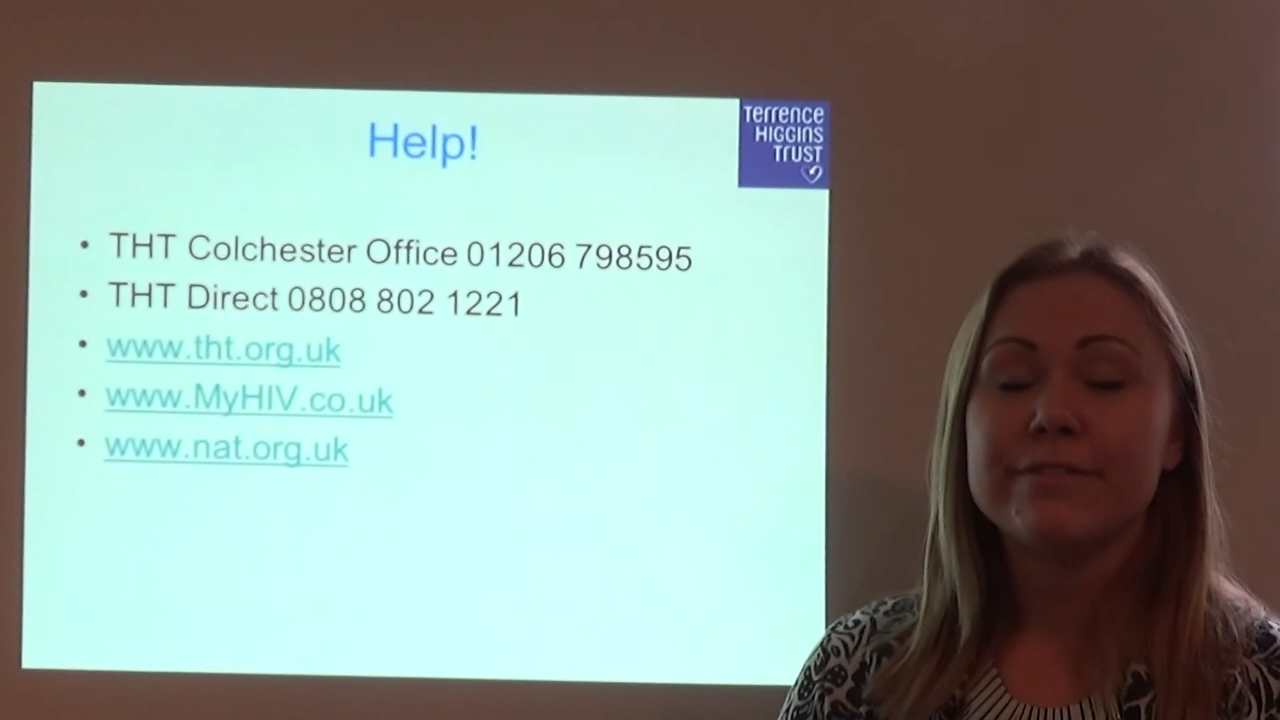 Help!
Terrence
HIGGINS
TRUST
• THT Colchester Office 01206 798595
• THT Direct 0808 802 1221
• www.tht.org.uk
• www.MyHIV.co.uk
• www.nat.org.uk